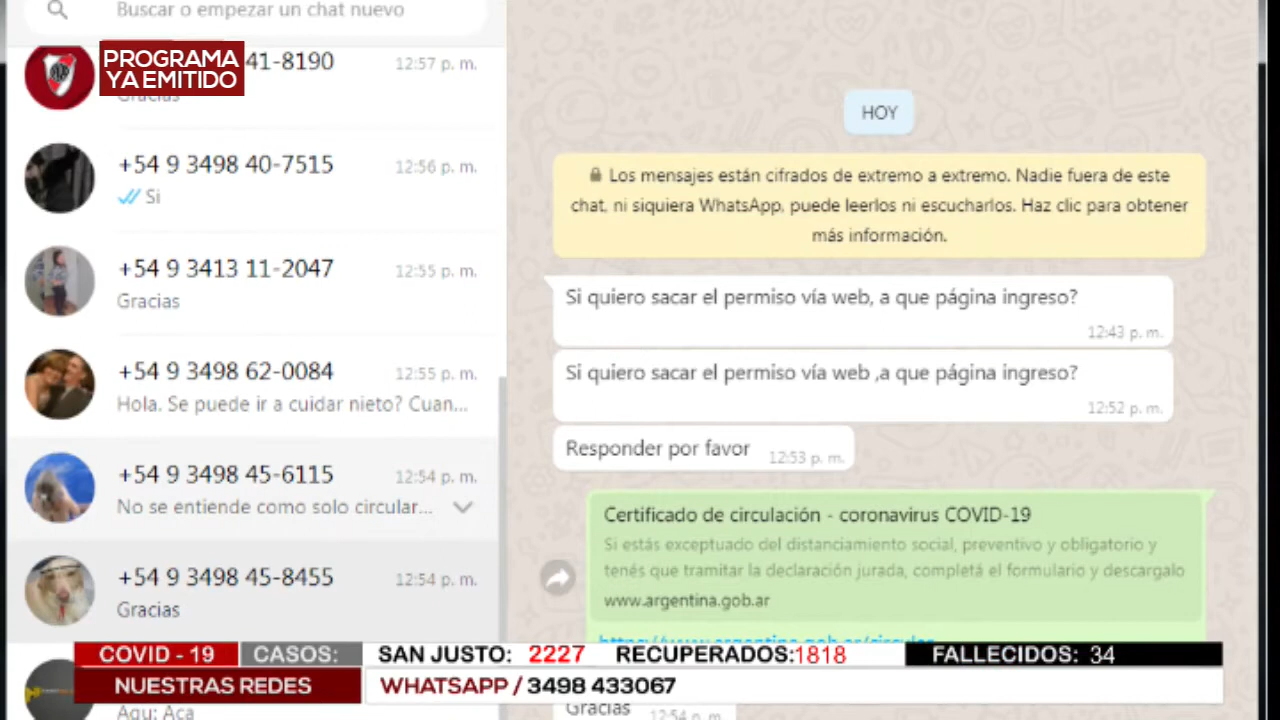 Buscar o empezar un chat nuevo
PROGRAMA
YA EMITIDO
41-8190
12:57 p. m.
Gracias
+54 9 3498 40-7515
12:56 p. m.
Si
+54 9 3413 11-2047
12:55 p. m.
Gracias
+54 9 3498 62-0084
12:55 p. m.
Hola. Se puede ir a cuidar nieto? Cuan...
+54 9 3498 45-6115
12:54 p. m.
No se entiende como solo circular...
+54 9 3498 45-8455
12:54 p. m.
Gracias
Agu: Aca
HOY
Los mensajes están cifrados de extremo a extremo. Nadie fuera de este
chat, ni siquiera WhatsApp, puede leerlos ni escucharlos. Haz clic para obtener
más información.
Si quiero sacar el permiso vía web, a que página ingreso?
12:43 p. m.
Si quiero sacar el permiso vía web ,a que página ingreso?
12:52 p. m.
Responder por favor
12:53 p. m.
Certificado de circulación - coronavirus COVID-19
Si estás exceptuado del distanciamiento social, preventivo y obligatorio y
tenés que tramitar la declaración jurada, completá el formulario y descargalo
www.argentina.gob.ar
https://www.argentina.gob.ar/circular
Gracias
12:54 p. m.
COVID - 19 CASOS: SAN JUSTO: 2227 RECUPERADOS:1818 FALLECIDOS: 34
NUESTRAS REDES WHATSAPP / 3498 433067